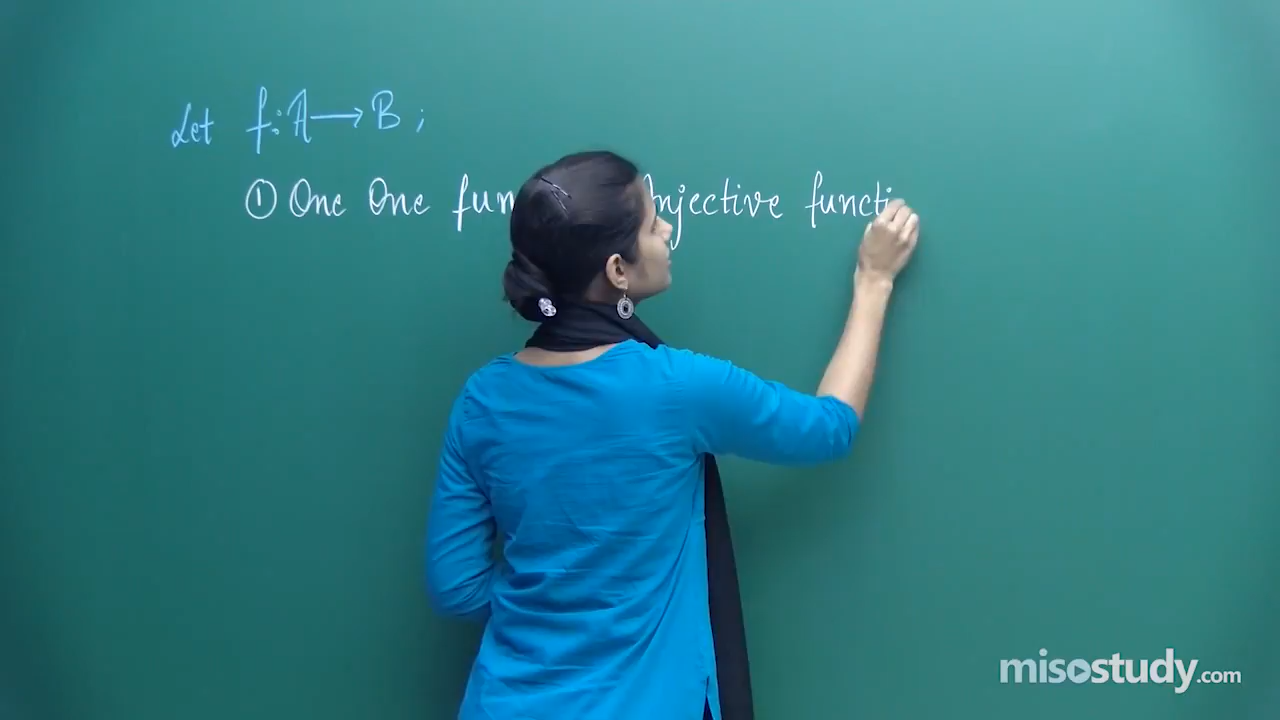 Let f: A → B ;
① One One fun njective functi
misostudy.com